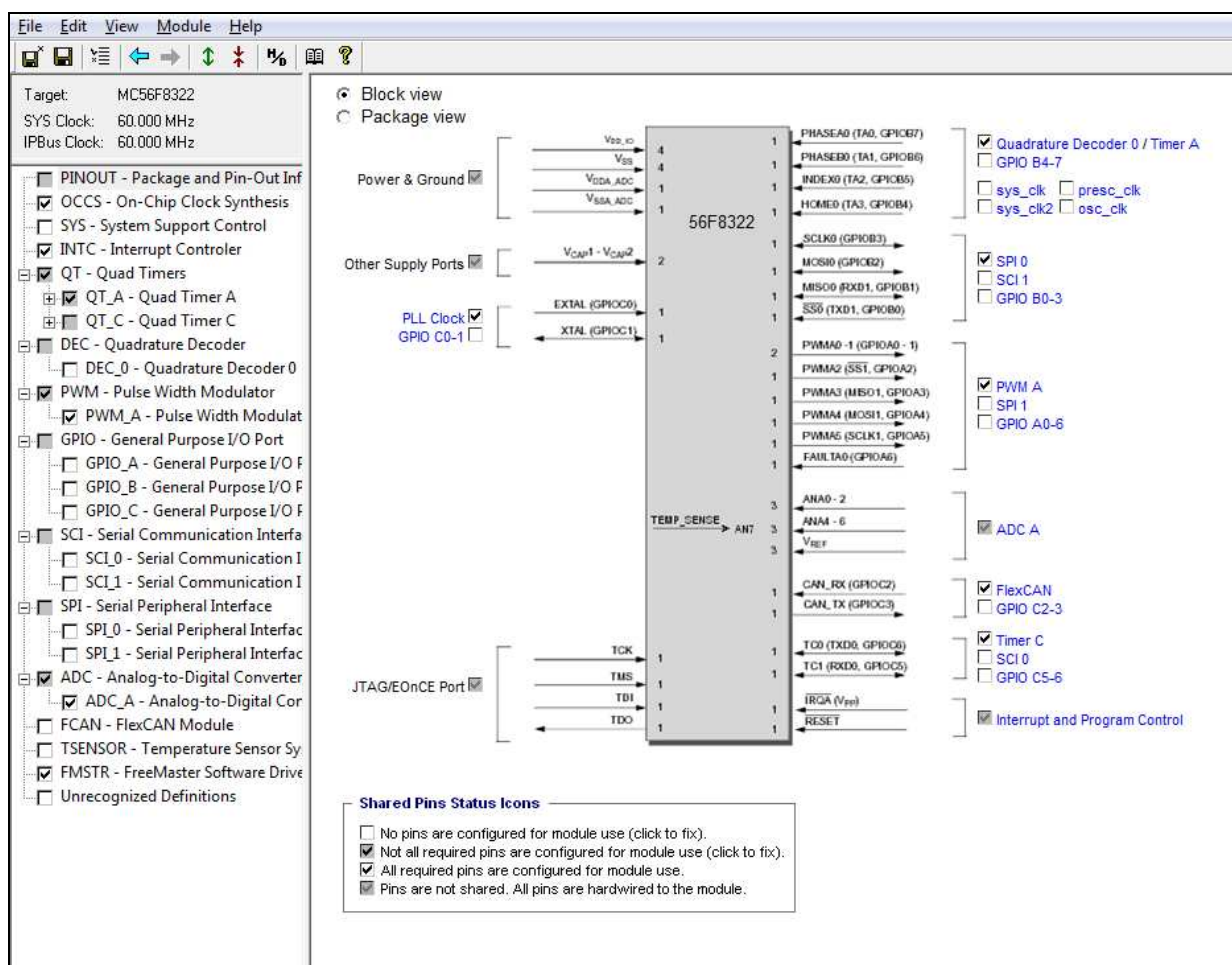 File Edit View Module Help
Target: MC56F8322
SYS Clock: 60.000 MHz
IPBus Clock: 60.000 MHz
PINOUT - Package and Pin-Out Inf
OCCS - On-Chip Clock Synthesis
SYS - System Support Control
INTC - Interrupt Controler
QT - Quad Timers
QT_A - Quad Timer A
QT_C - Quad Timer C
DEC - Quadrature Decoder
DEC_0 - Quadrature Decoder 0
PWM - Pulse Width Modulator
PWM_A - Pulse Width Modulat
GPIO - General Purpose I/O Port
GPIO_A - General Purpose I/O P
GPIO_B - General Purpose I/O P
GPIO_C - General Purpose I/O P
SCI - Serial Communication Interfa
SCI_0 - Serial Communication I
SCI_1 - Serial Communication I
SPI - Serial Peripheral Interface
SPI_0 - Serial Peripheral Interfac
SPI_1 - Serial Peripheral Interfac
ADC - Analog-to-Digital Converter
ADC_A - Analog-to-Digital Con
FCAN - FlexCAN Module
TSENSOR - Temperature Sensor Sy
FMSTR - FreeMaster Software Drive
Unrecognized Definitions
Block view
Package view
Power & Ground
VDD_IO 4
VSS 4
VDDA_ADC 1
VSSA_ADC 1
Other Supply Ports
VCAP1 - VCAP2 2
PLL Clock
GPIO C0-1
EXTAL (GPIOC0) 1
XTAL (GPIOC1) 1
JTAG/EOnCE Port
TCK 1
TMS 1
TDI 1
TDO 1
56F8322
TEMP_SENSE AN7
1 PHASEA0 (TA0, GPIOB7)
1 PHASEB0 (TA1, GPIOB6)
1 INDEX0 (TA2, GPIOB5)
1 HOME0 (TA3, GPIOB4)
Quadrature Decoder 0 / Timer A
GPIO B4-7
sys_clk presc_clk
sys_clk2 osc_clk
1 SCLK0 (GPIOB3)
1 MOSI0 (GPIOB2)
1 MISO0 (RXD1, GPIOB1)
1 SS0 (TXD1, GPIOB0)
SPI 0
SCI 1
GPIO B0-3
2 PWMA0 -1 (GPIOA0 - 1)
1 PWMA2 (SS1, GPIOA2)
1 PWMA3 (MISO1, GPIOA3)
1 PWMA4 (MOSI1, GPIOA4)
1 PWMA5 (SCLK1, GPIOA5)
1 FAULTA0 (GPIOA6)
PWM A
SPI 1
GPIO A0-6
3 ANA0 - 2
3 ANA4 - 6
3 VREF
ADC A
1 CAN_RX (GPIOC2)
1 CAN_TX (GPIOC3)
FlexCAN
GPIO C2-3
1 TC0 (TXD0, GPIOC6)
1 TC1 (RXD0, GPIOC5)
Timer C
SCI 0
GPIO C5-6
1 IRQA (VPP)
1 RESET
Interrupt and Program Control
Shared Pins Status Icons
No pins are configured for module use (click to fix).
Not all required pins are configured for module use (click to fix).
All required pins are configured for module use.
Pins are not shared. All pins are hardwired to the module.